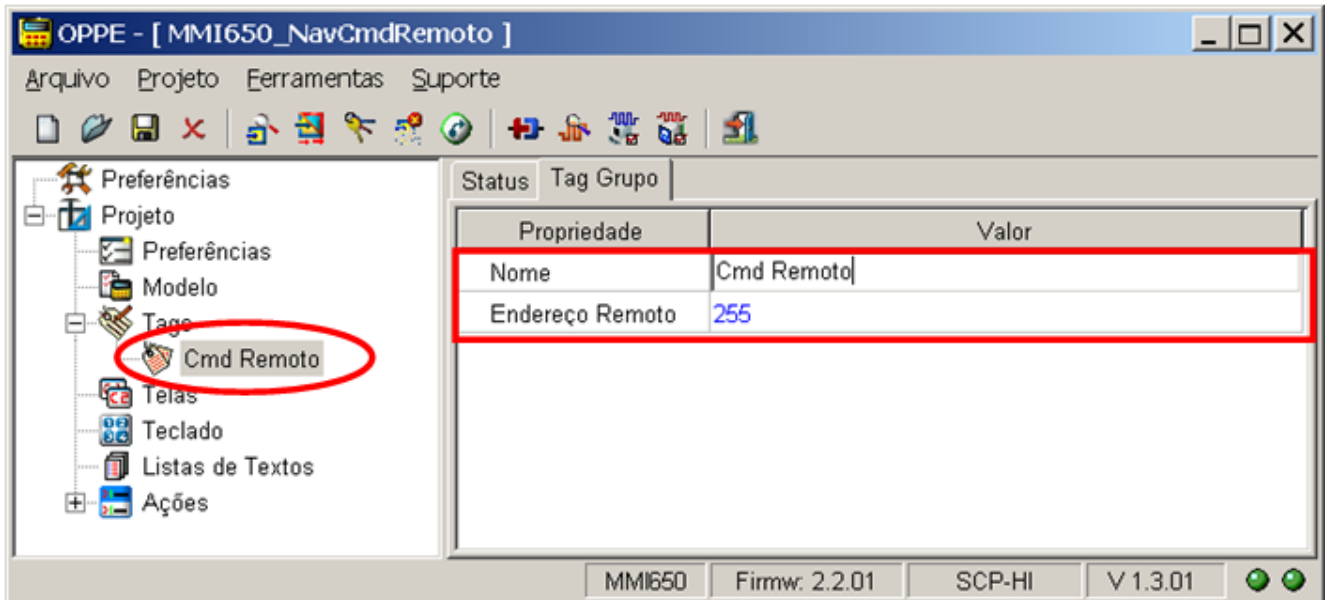 OPPE - [ MMI650_NavCmdRemoto ]
Arquivo Projeto Ferramentas Suporte
Preferências
Projeto
Preferências
Modelo
Tags
Cmd Remoto
Telas
Teclado
Listas de Textos
Ações
Status Tag Grupo
Propriedade Valor
Nome Cmd Remoto
Endereço Remoto 255
MMI650 Firmw: 2.2.01 SCP-HI V 1.3.01